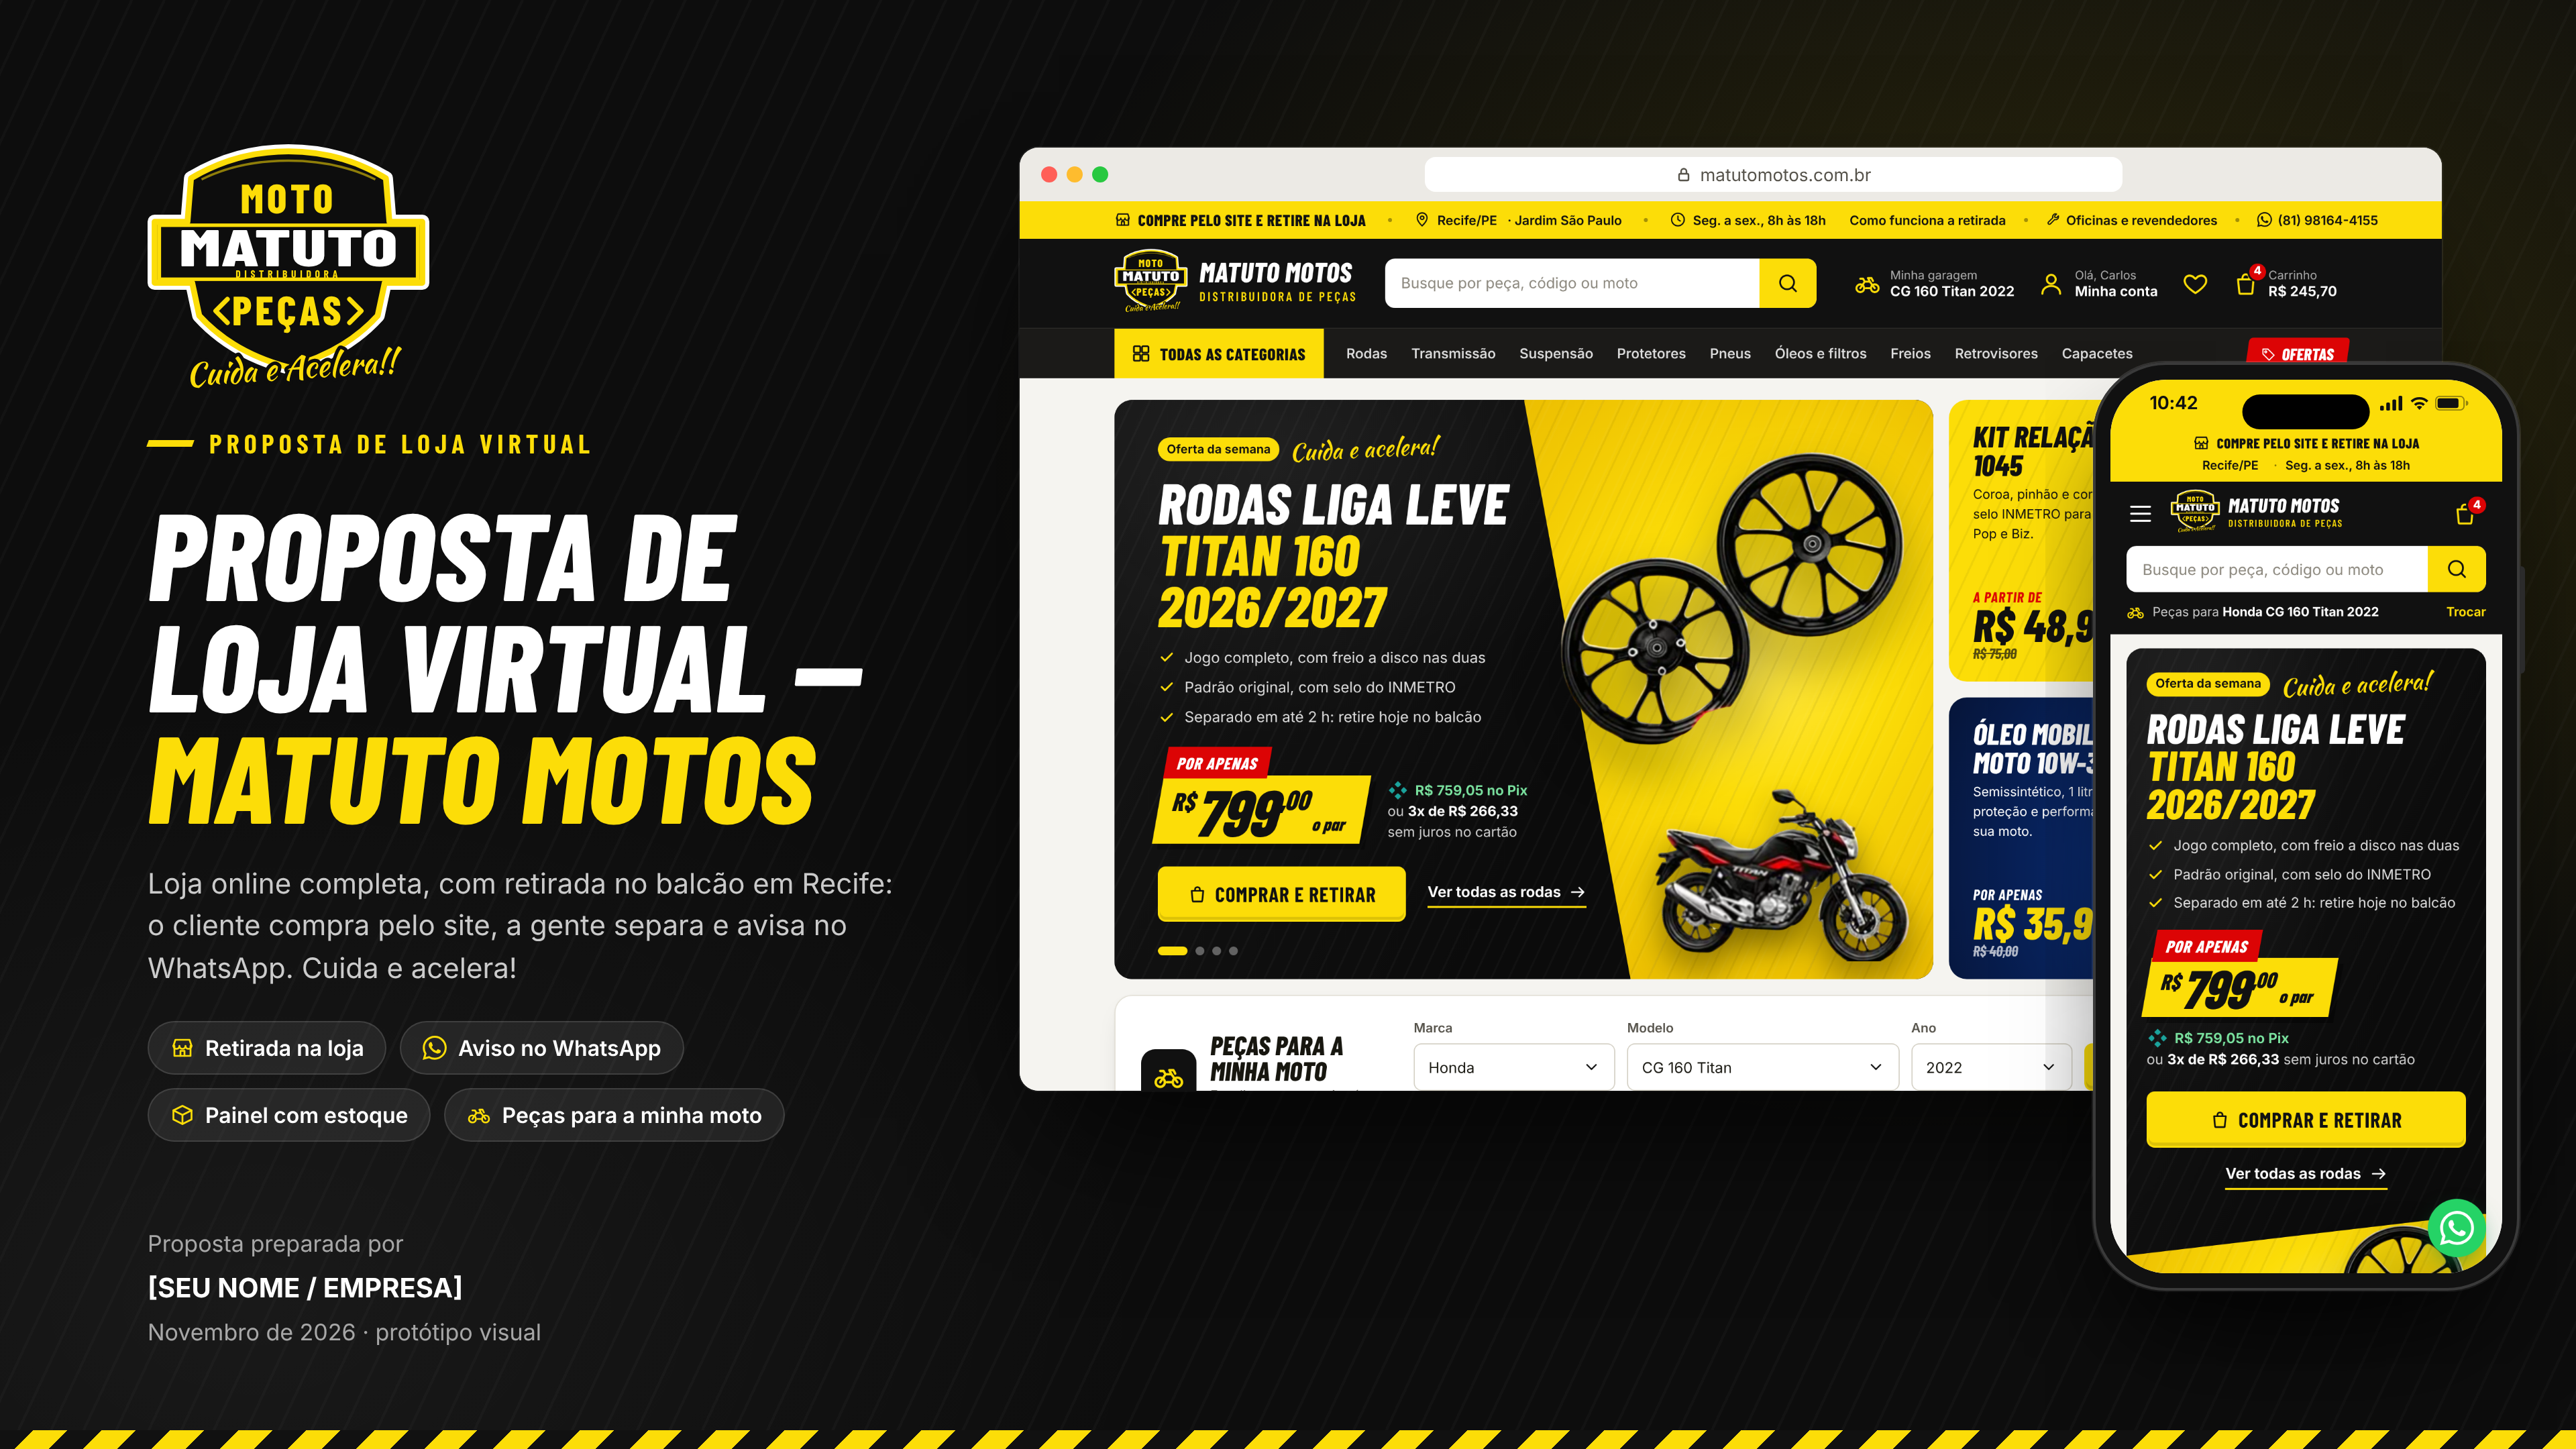 MOTO
MATUTO
DISTRIBUIDORA
<PEÇAS>
Cuida e Acelera!!
PROPOSTA DE LOJA VIRTUAL
PROPOSTA DE
LOJA VIRTUAL —
MATUTO MOTOS
Loja online completa, com retirada no balcão em Recife:
o cliente compra pelo site, a gente separa e avisa no
WhatsApp. Cuida e acelera!
Retirada na loja
Aviso no WhatsApp
Painel com estoque
Peças para a minha moto
Proposta preparada por
[SEU NOME / EMPRESA]
Novembro de 2026 · protótipo visual
matutomotos.com.br
COMPRE PELO SITE E RETIRE NA LOJA • Recife/PE · Jardim São Paulo • Seg. a sex., 8h às 18h Como funciona a retirada • Oficinas e revendedores • (81) 98164-4155
MOTO
MATUTO
<PEÇAS>
Cuida e Acelera!!
MATUTO MOTOS
DISTRIBUIDORA DE PEÇAS
Busque por peça, código ou moto
Minha garagem
CG 160 Titan 2022
Olá, Carlos
Minha conta
4
Carrinho
R$ 245,70
TODAS AS CATEGORIAS
Rodas Transmissão Suspensão Protetores Pneus Óleos e filtros Freios Retrovisores Capacetes
OFERTAS
Oferta da semana
Cuida e acelera!
RODAS LIGA LEVE
TITAN 160
2026/2027
Jogo completo, com freio a disco nas duas
Padrão original, com selo do INMETRO
Separado em até 2 h: retire hoje no balcão
POR APENAS
R$ 799,00 o par
R$ 759,05 no Pix
ou 3x de R$ 266,33
sem juros no cartão
COMPRAR E RETIRAR
Ver todas as rodas →
TITAN
KIT RELAÇÃ
1045
Coroa, pinhão e cor
selo INMETRO para
Pop e Biz.
A PARTIR DE
R$ 48,9
R$ 75,00
ÓLEO MOBIL
MOTO 10W-3
Semissintético, 1 litr
proteção e performa
sua moto.
POR APENAS
R$ 35,9
R$ 40,00
PEÇAS PARA A
MINHA MOTO
Marca
Honda
Modelo
CG 160 Titan
Ano
2022
10:42
COMPRE PELO SITE E RETIRE NA LOJA
Recife/PE · Seg. a sex., 8h às 18h
MOTO
MATUTO
<PEÇAS>
MATUTO MOTOS
DISTRIBUIDORA DE PEÇAS
4
Busque por peça, código ou moto
Peças para Honda CG 160 Titan 2022
Trocar
Oferta da semana
Cuida e acelera!
RODAS LIGA LEVE
TITAN 160
2026/2027
Jogo completo, com freio a disco nas duas
Padrão original, com selo do INMETRO
Separado em até 2 h: retire hoje no balcão
POR APENAS
R$ 799,00 o par
R$ 759,05 no Pix
ou 3x de R$ 266,33 sem juros no cartão
COMPRAR E RETIRAR
Ver todas as rodas →